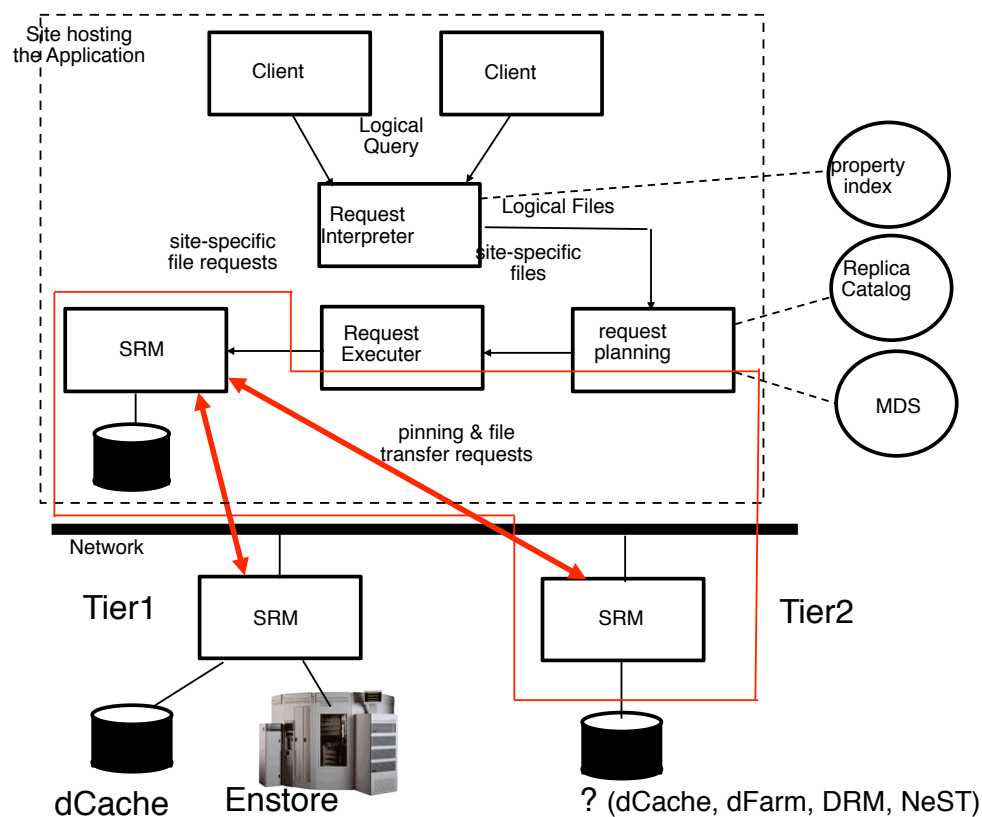 Site hosting
the Application
Client
Client
Logical
Query
property
index
Request
Interpreter
Logical Files
site-specific
file requests
site-specific
files
Replica
Catalog
SRM
Request
Executer
request
planning
MDS
pinning & file
transfer requests
Network
Tier1
SRM
SRM
Tier2
dCache
Enstore
? (dCache, dFarm, DRM, NeST)